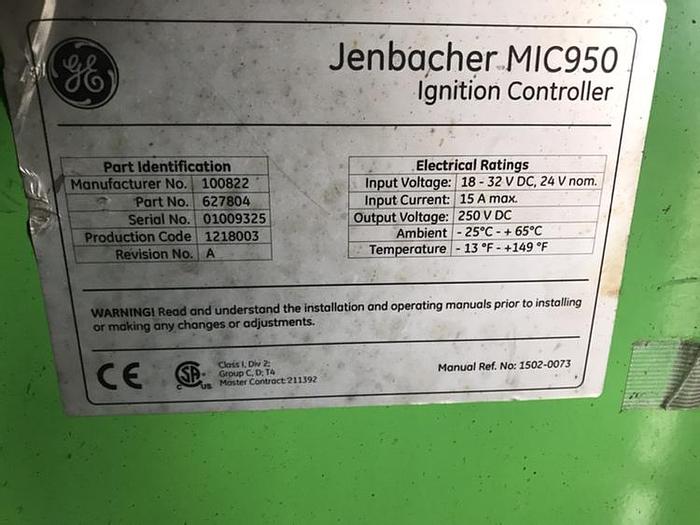 GE
Jenbacher MIC950
Ignition Controller
Part Identification
Manufacturer No. 100822
Part No. 627804
Serial No. 01009325
Production Code 1218003
Revision No. A
Electrical Ratings
Input Voltage: 18 - 32 V DC, 24 V nom.
Input Current: 15 A max.
Output Voltage: 250 V DC
Ambient - 25°C - + 65°C
Temperature - 13 °F - +149 °F
WARNING! Read and understand the installation and operating manuals prior to installing
or making any changes or adjustments.
CE
C SA US
Class I, Div 2;
Group C, D; T4
Master Contract:211392
Manual Ref. No: 1502-0073